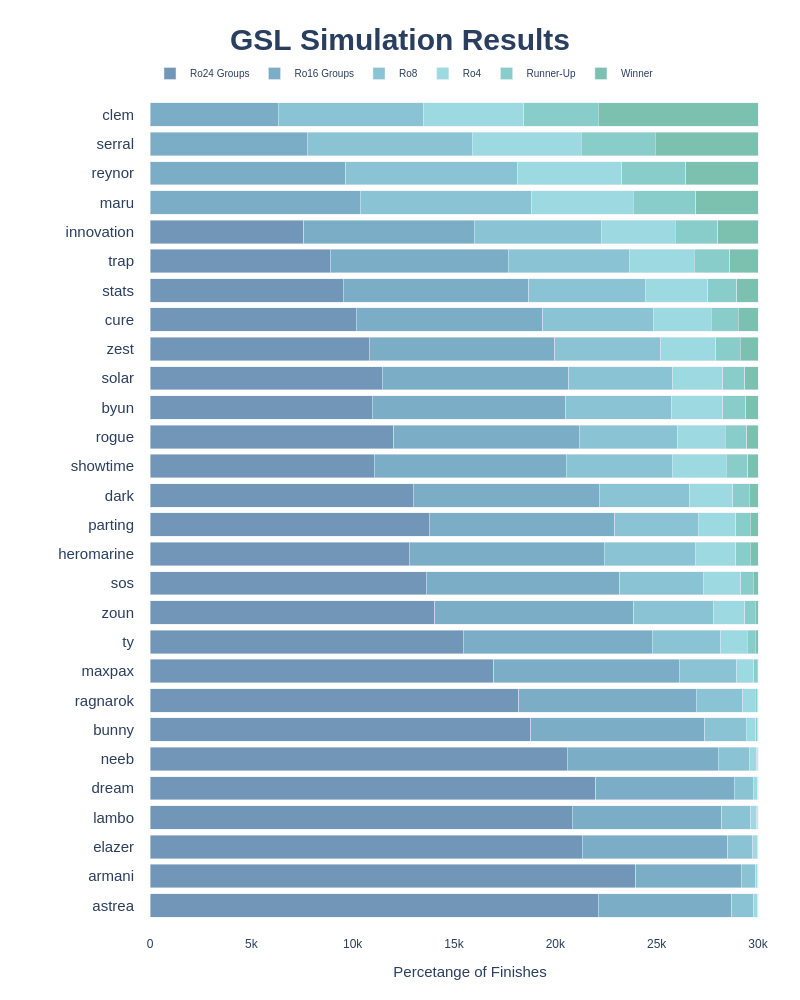 GSL Simulation Results
Ro24 Groups Ro16 Groups Ro8 Ro4 Runner-Up Winner
clem
serral
reynor
maru
innovation
trap
stats
cure
zest
solar
byun
rogue
showtime
dark
parting
heromarine
sos
zoun
ty
maxpax
ragnarok
bunny
neeb
dream
lambo
elazer
armani
astrea
0 5k 10k 15k 20k 25k 30k
Percetange of Finishes